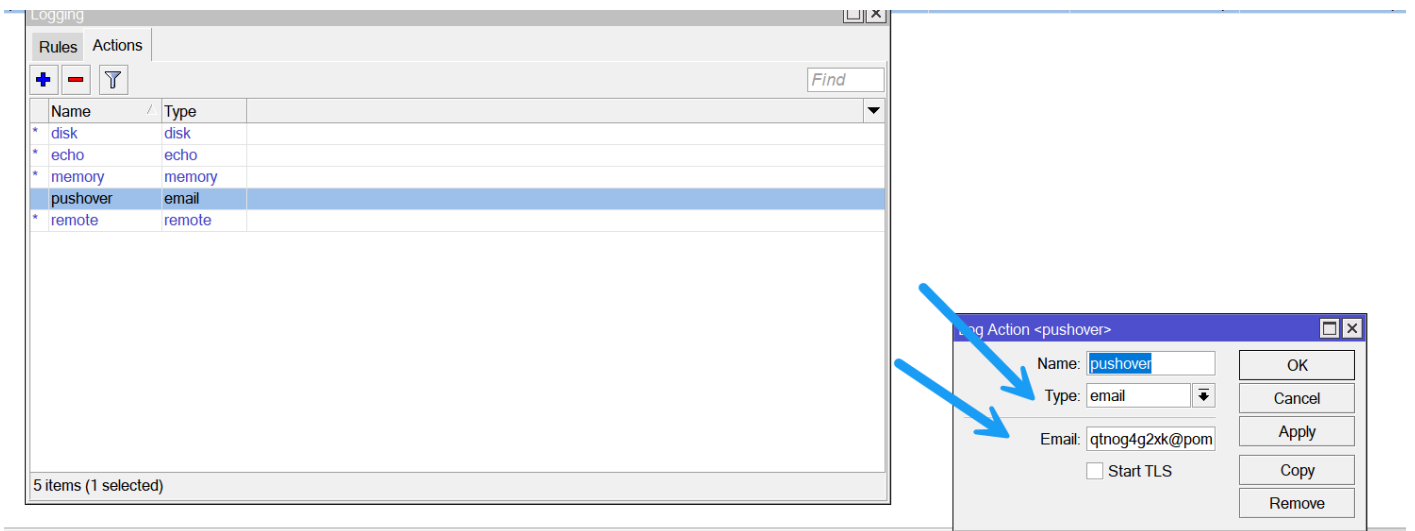 Logging
Rules Actions
Find
Name Type
* disk disk
* echo echo
* memory memory
pushover email
* remote remote
5 items (1 selected)
Log Action <pushover>
Name: pushover OK
Type: email Cancel
Email: qtnog4g2xk@pom Apply
Start TLS Copy
Remove